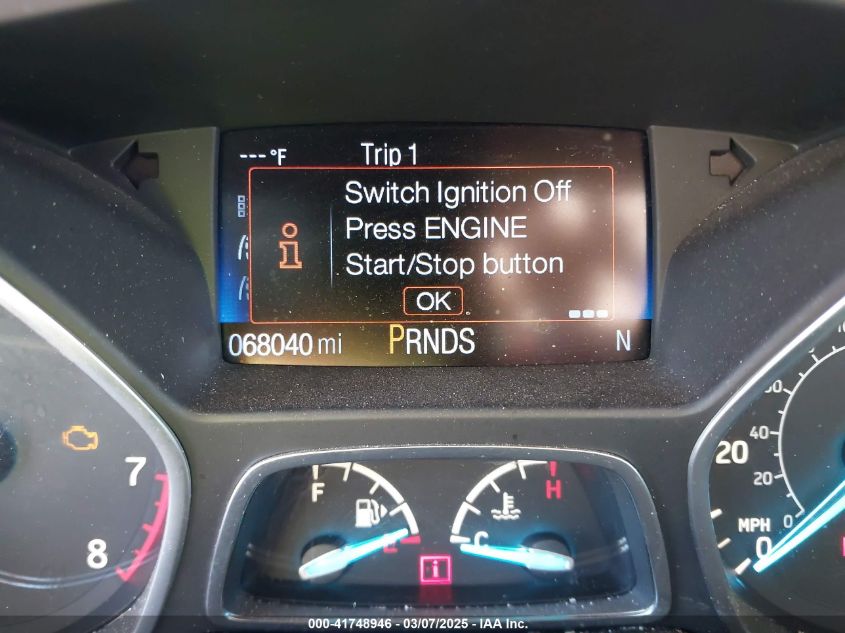 --- °F Trip 1
Switch Ignition Off
Press ENGINE
Start/Stop button
OK
068040 mi PRNDS N
7
8
F
E
H
C
i
20
0
MPH
40
20
0
000-41748946 - 03/07/2025 - IAA Inc.